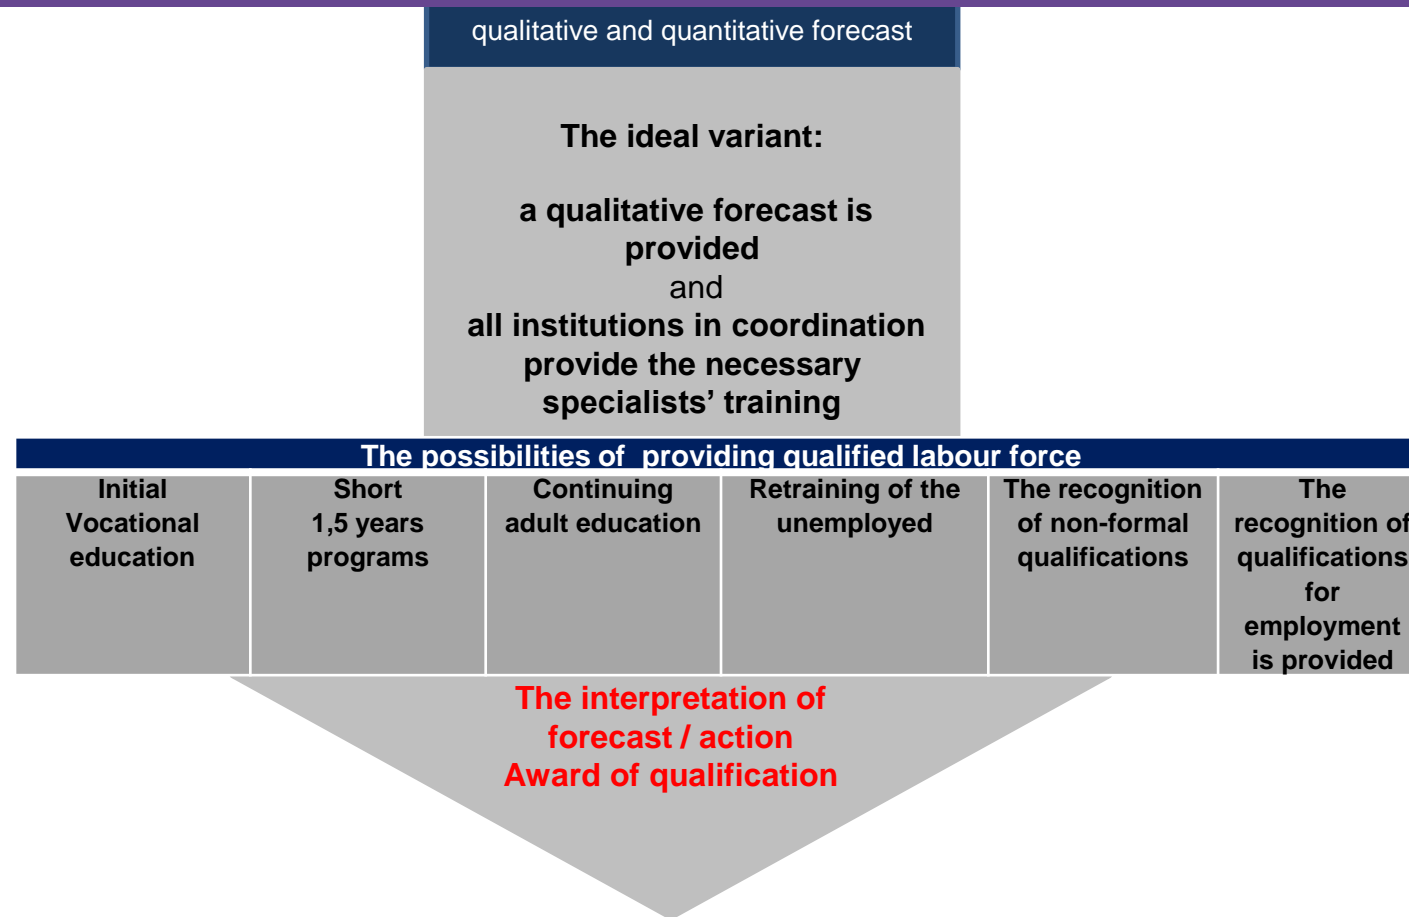 qualitative and quantitative forecast
The ideal variant:
a qualitative forecast is
provided
and
all institutions in coordination
provide the necessary
specialists’ training
The possibilities of  providing qualified labour force
Initial
Vocational
education
Short
1,5 years
programs
Continuing
adult education
Retraining of the
unemployed
The recognition
of non-formal
qualifications
The
recognition of
qualifications
for
employment
is provided
The interpretation of
forecast / action
Award of qualification